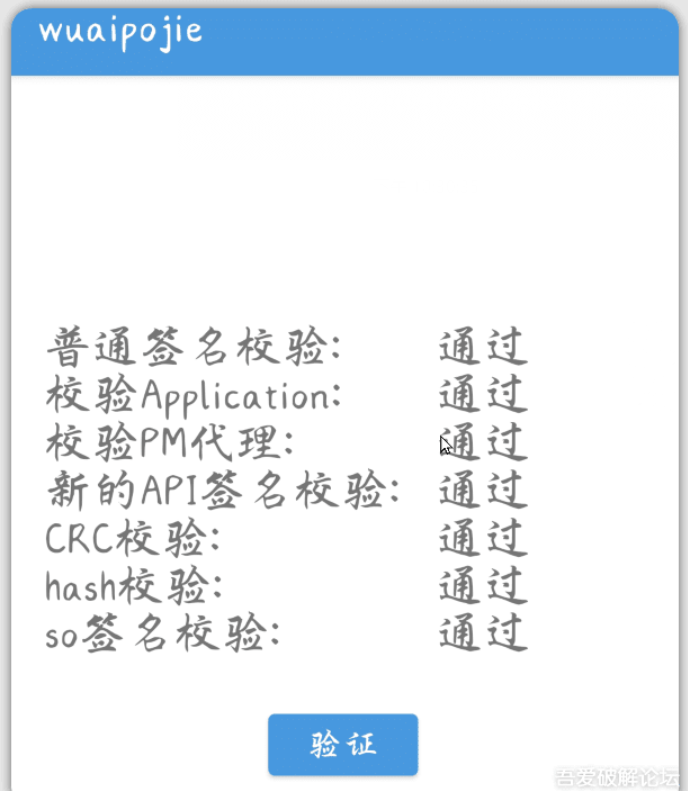 wuaipojie
普通签名校验: 通过
校验Application: 通过
校验PM代理: 通过
新的API签名校验: 通过
CRC校验: 通过
hash校验: 通过
so签名校验: 通过
验证
吾爱破解论坛